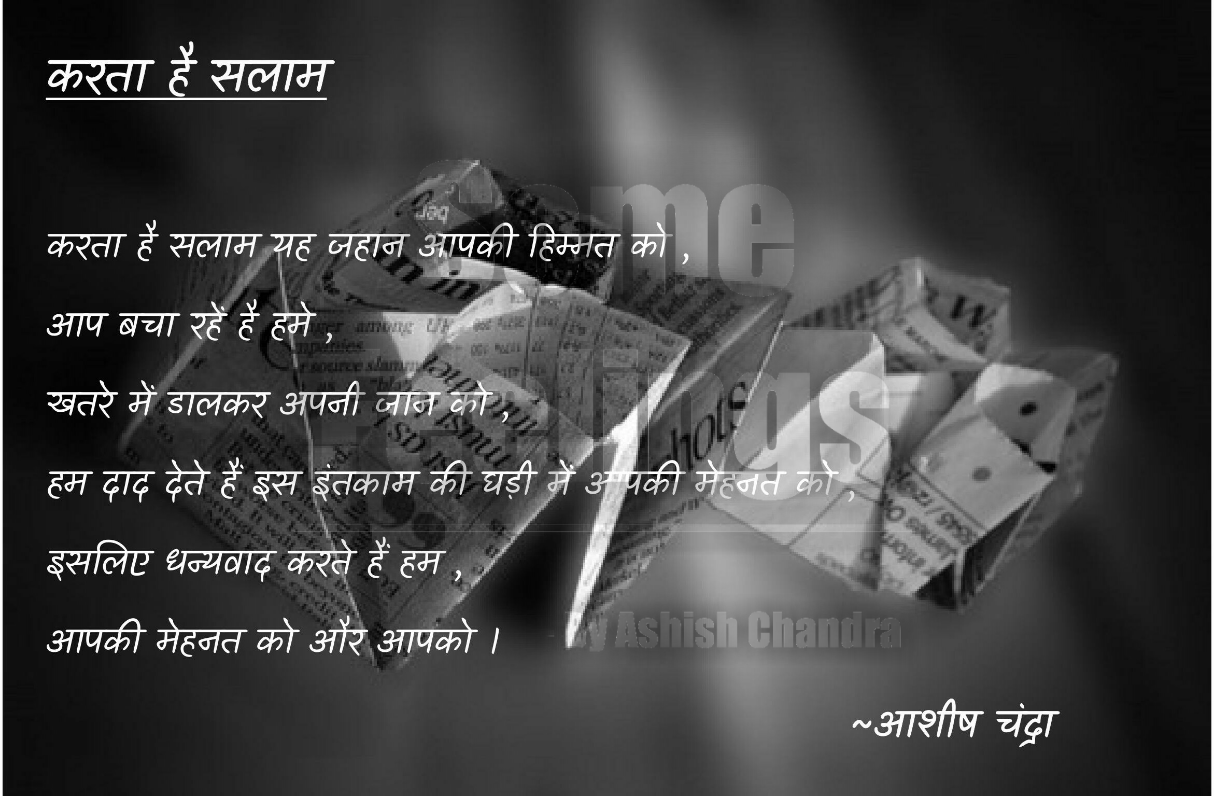 करता है सलाम
करता है सलाम यह जहान आपकी हिम्मत को ,
आप बचा रहें है हमे ,
खतरे में डालकर अपनी जान को ,
हम दाद देते हैं इस इंतकाम की घड़ी में आपकी मेहनत को ,
इसलिए धन्यवाद करते हैं हम ,
आपकी मेहनत को और आपको ।
~आशीष चंद्रा
Some
Feelings
- By Ashish Chandra
hots